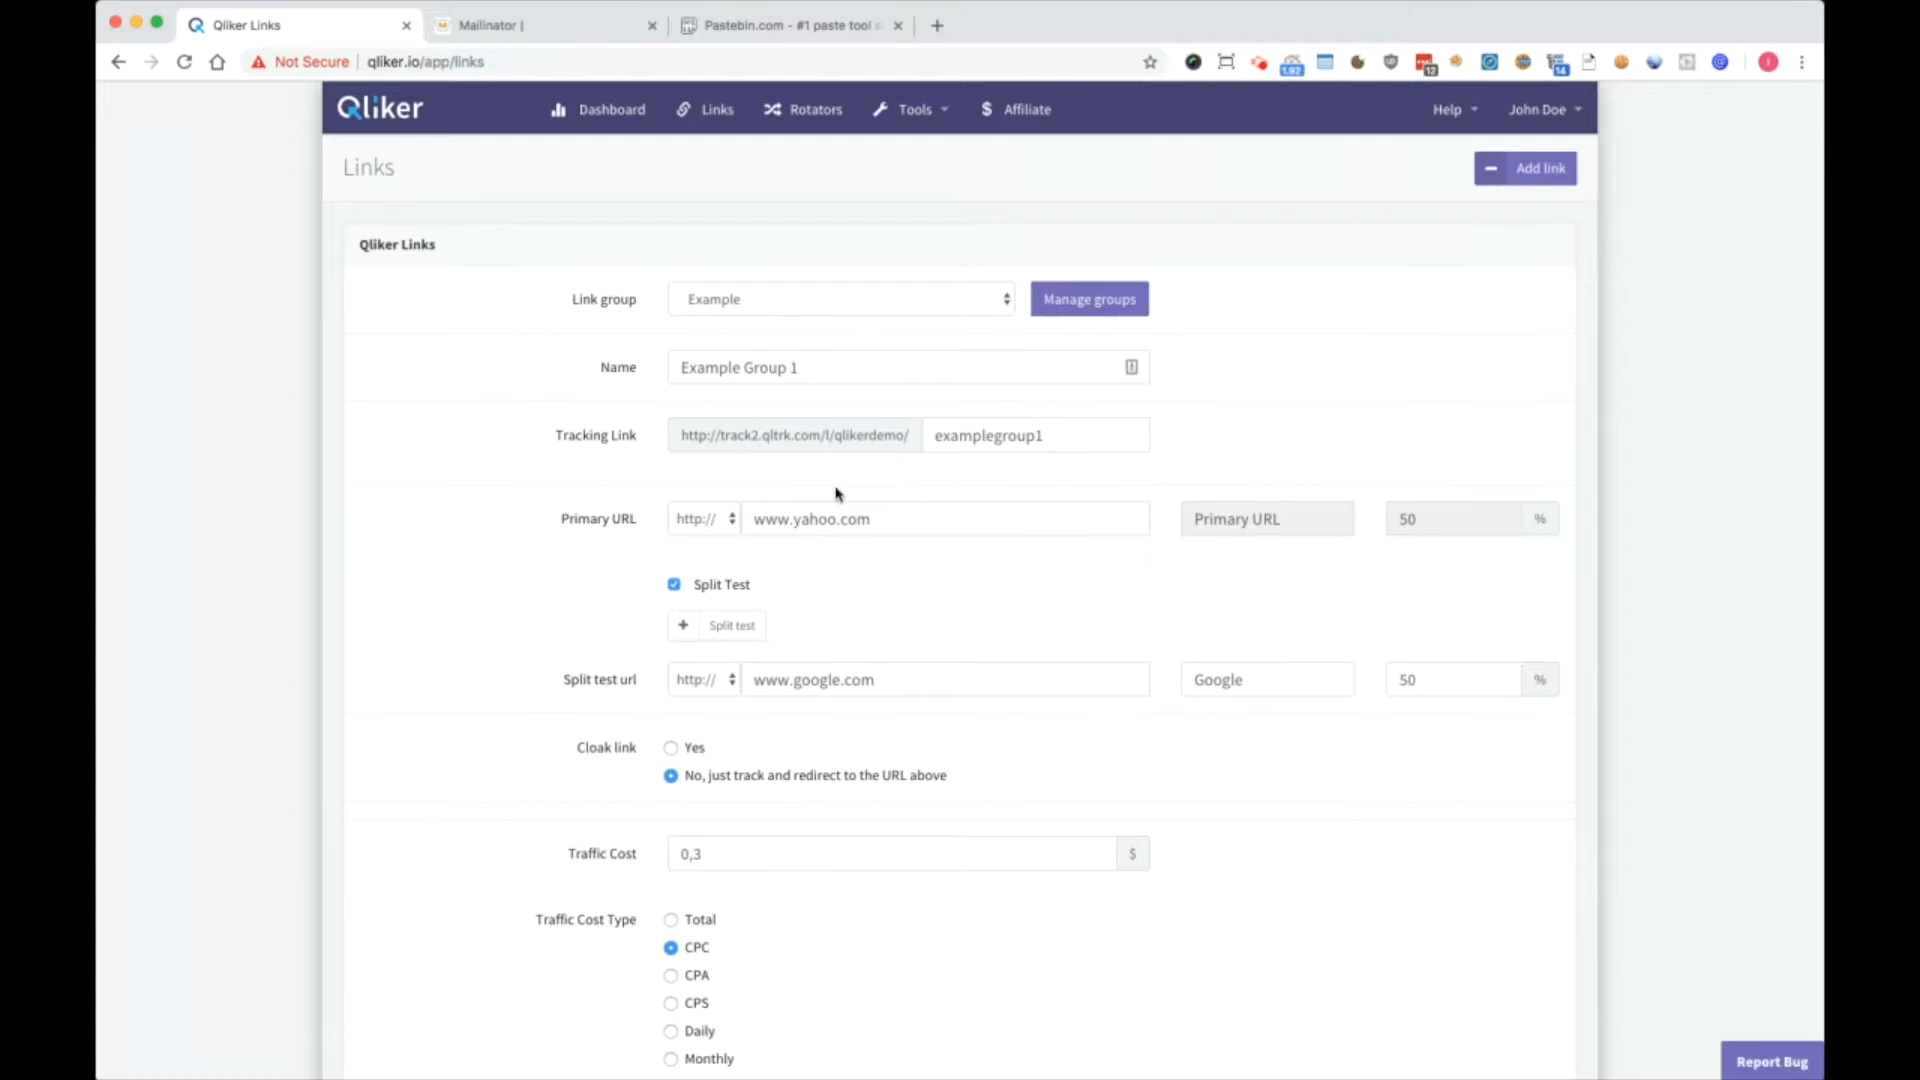 Qliker Links
Mailinator |
Pastebin.com - #1 paste tool s
Not Secure
qliker.io/app/links
1.92
12
14
Qliker
Dashboard
Links
Rotators
Tools
Affiliate
Help
John Doe
Links
Add link
Qliker Links
Link group
Example
Manage groups
Name
Example Group 1
Tracking Link
http://track2.qltrk.com/l/qlikerdemo/
examplegroup1
Primary URL
http://
www.yahoo.com
Primary URL
50
%
Split Test
+ Split test
Split test url
http://
www.google.com
Google
50
%
Cloak link
Yes
No, just track and redirect to the URL above
Traffic Cost
0,3
$
Traffic Cost Type
Total
CPC
CPA
CPS
Daily
Monthly
Report Bug